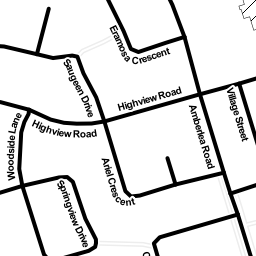 Eramosa
Crescent
Saugeen Drive
Highview Road
Village Street
Highview Road
Amberlea Road
Woodside Lane
Ariel Crescent
Springview Drive